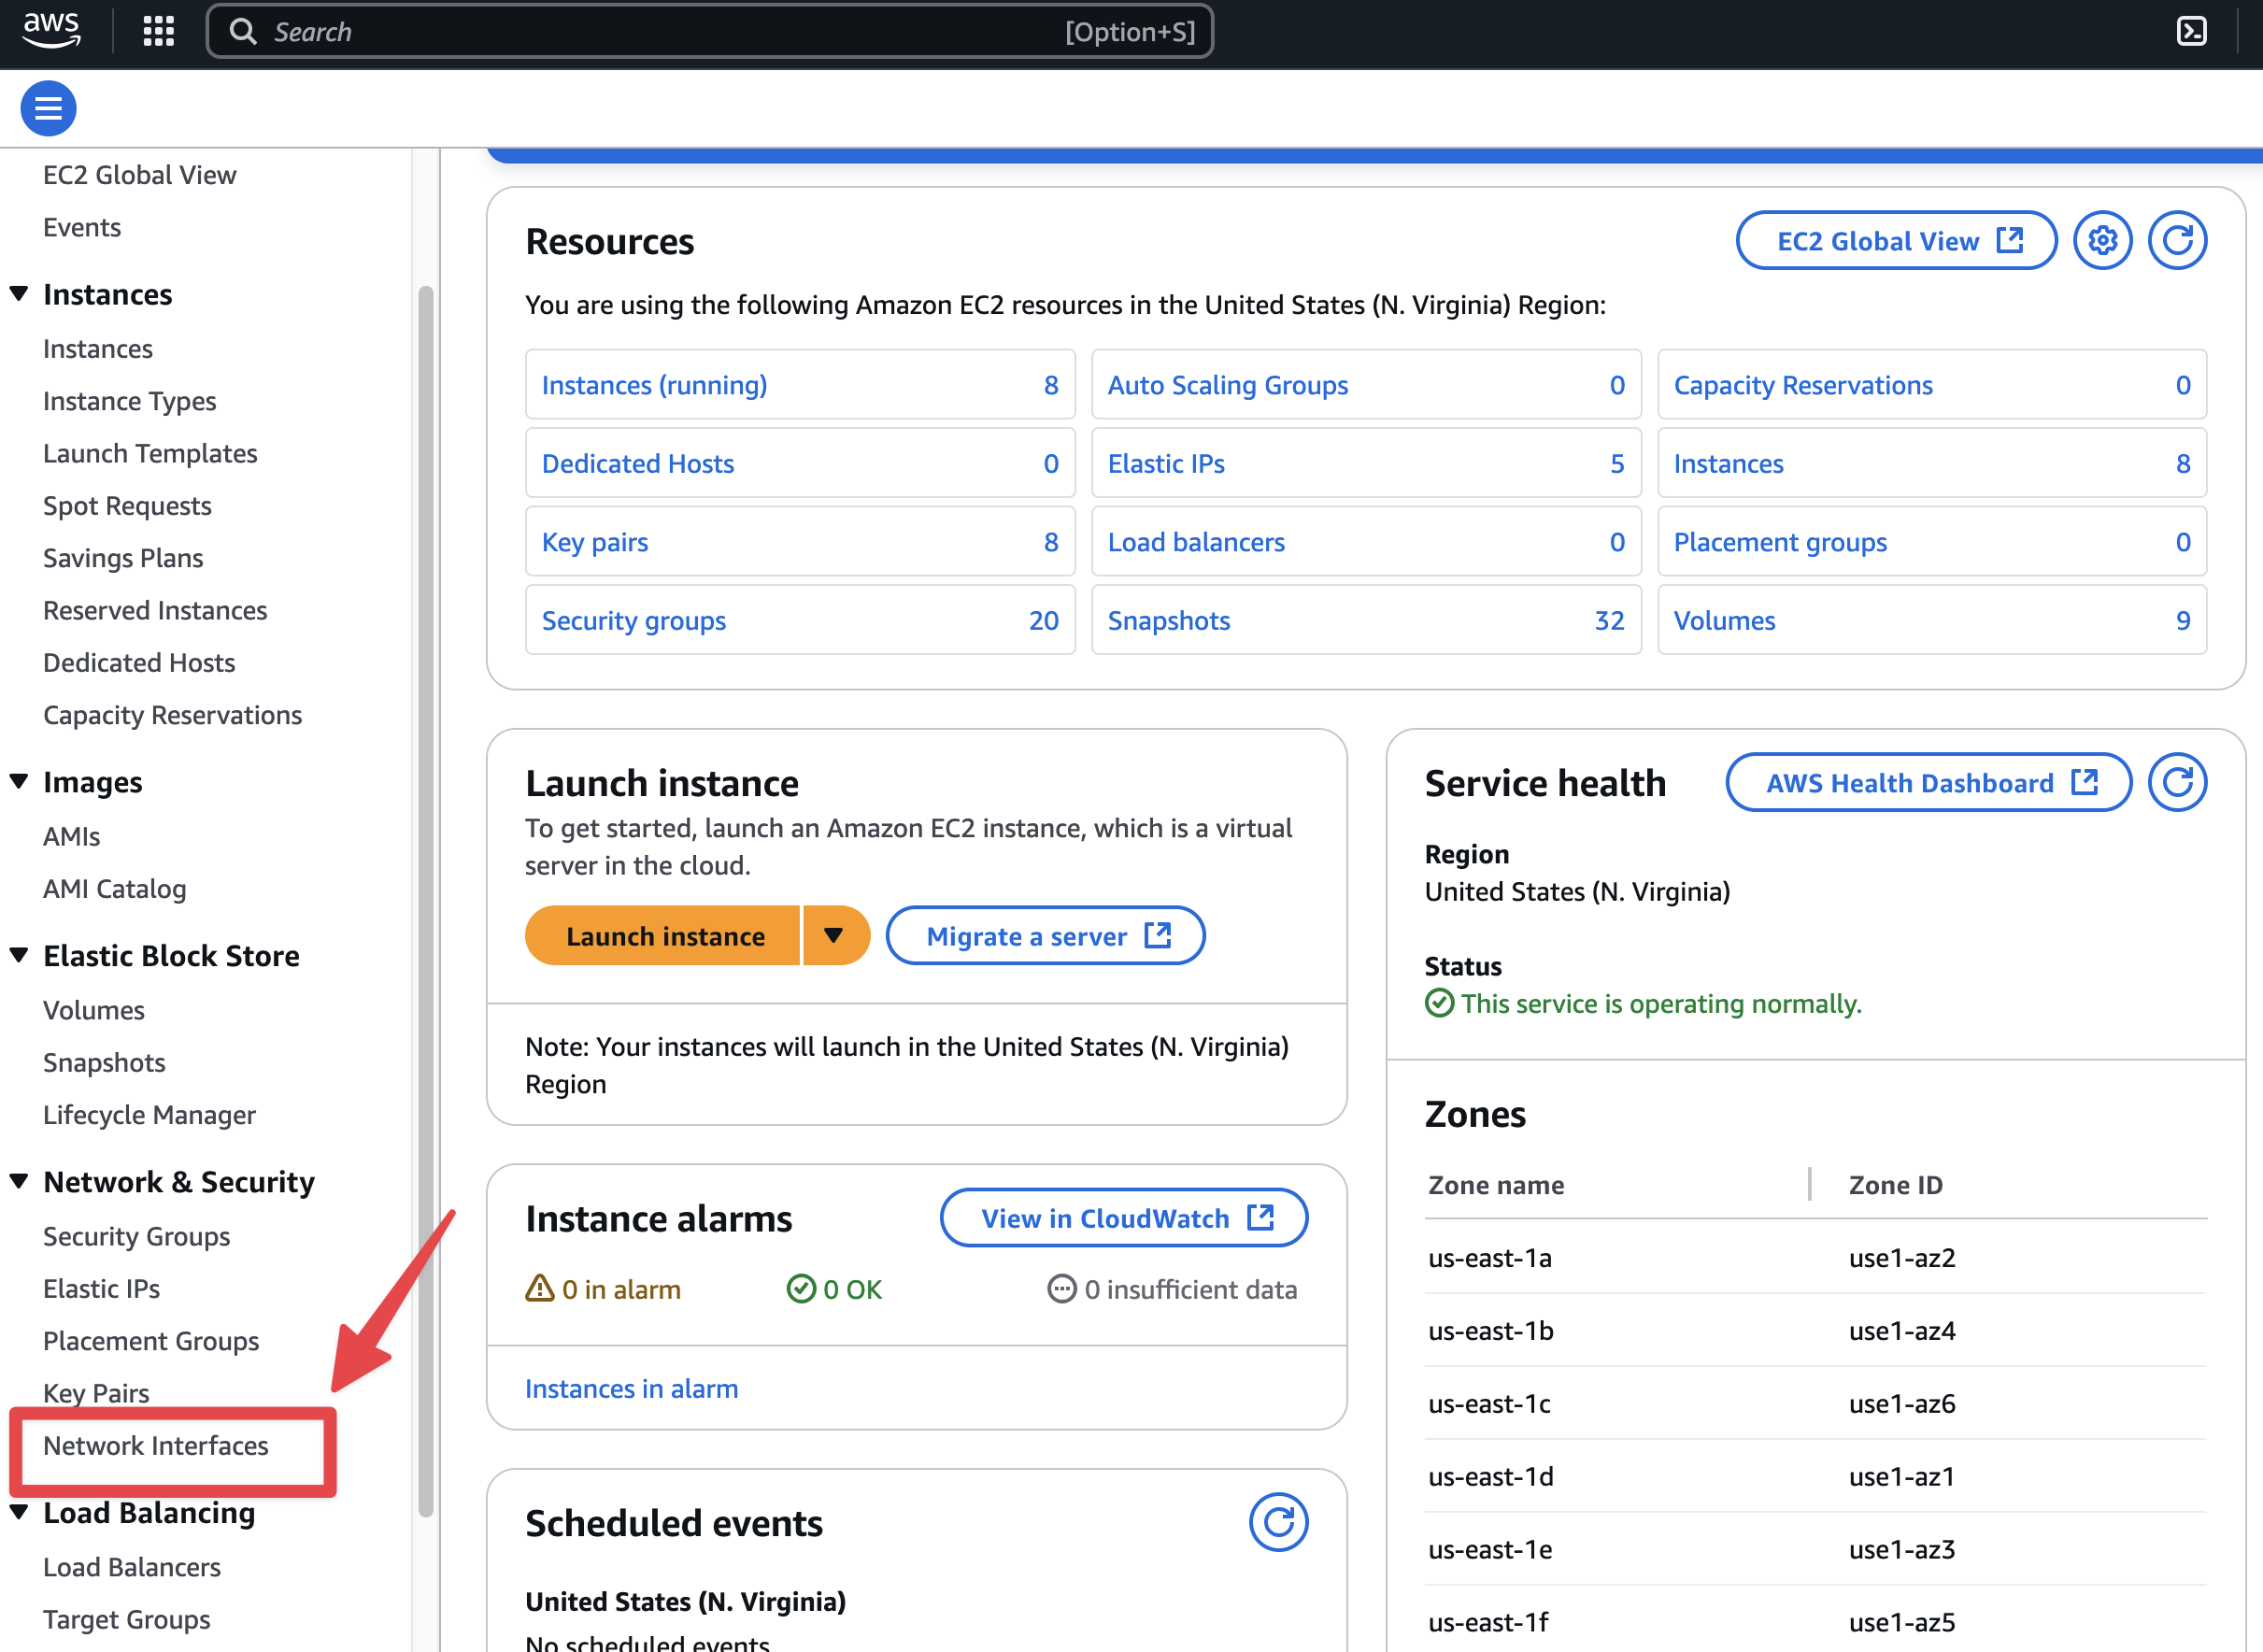 aws
Search [Option+S]
EC2 Global View
Events
Instances
Instances
Instance Types
Launch Templates
Spot Requests
Savings Plans
Reserved Instances
Dedicated Hosts
Capacity Reservations
Images
AMIs
AMI Catalog
Elastic Block Store
Volumes
Snapshots
Lifecycle Manager
Network & Security
Security Groups
Elastic IPs
Placement Groups
Key Pairs
Network Interfaces
Load Balancing
Load Balancers
Target Groups
Resources
EC2 Global View
You are using the following Amazon EC2 resources in the United States (N. Virginia) Region:
Instances (running) 8
Auto Scaling Groups 0
Capacity Reservations 0
Dedicated Hosts 0
Elastic IPs 5
Instances 8
Key pairs 8
Load balancers 0
Placement groups 0
Security groups 20
Snapshots 32
Volumes 9
Launch instance
To get started, launch an Amazon EC2 instance, which is a virtual
server in the cloud.
Launch instance
Migrate a server
Note: Your instances will launch in the United States (N. Virginia)
Region
Instance alarms
View in CloudWatch
0 in alarm
0 OK
0 insufficient data
Instances in alarm
Scheduled events
United States (N. Virginia)
No scheduled events
Service health
AWS Health Dashboard
Region
United States (N. Virginia)
Status
This service is operating normally.
Zones
Zone name Zone ID
us-east-1a use1-az2
us-east-1b use1-az4
us-east-1c use1-az6
us-east-1d use1-az1
us-east-1e use1-az3
us-east-1f use1-az5